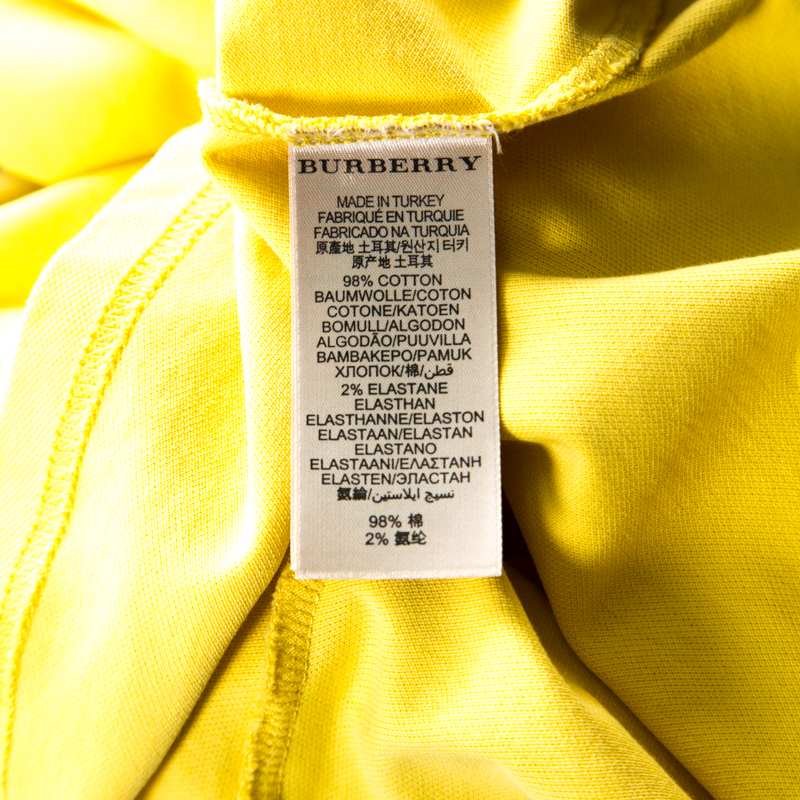 BURBERRY
MADE IN TURKEY
FABRIQUÉ EN TURQUIE
FABRICADO NA TURQUIA
原產地 土耳其/원산지 터키
原产地 土耳其
98% COTTON
BAUMWOLLE/COTON
COTONE/KATOEN
BOMULL/ALGODON
ALGODÃO/PUUVILLA
BAMBAKEPO/PAMUK
ХЛОПОК/棉/قطن
2% ELASTANE
ELASTHAN
ELASTHANNE/ELASTON
ELASTAAN/ELASTAN
ELASTANO
ELASTAANI/ΕΛΑΣΤΑΝΗ
ELASTEN/ЭЛАСТАН
氨綸/نسيج ايلاستين
98% 棉
2% 氨纶